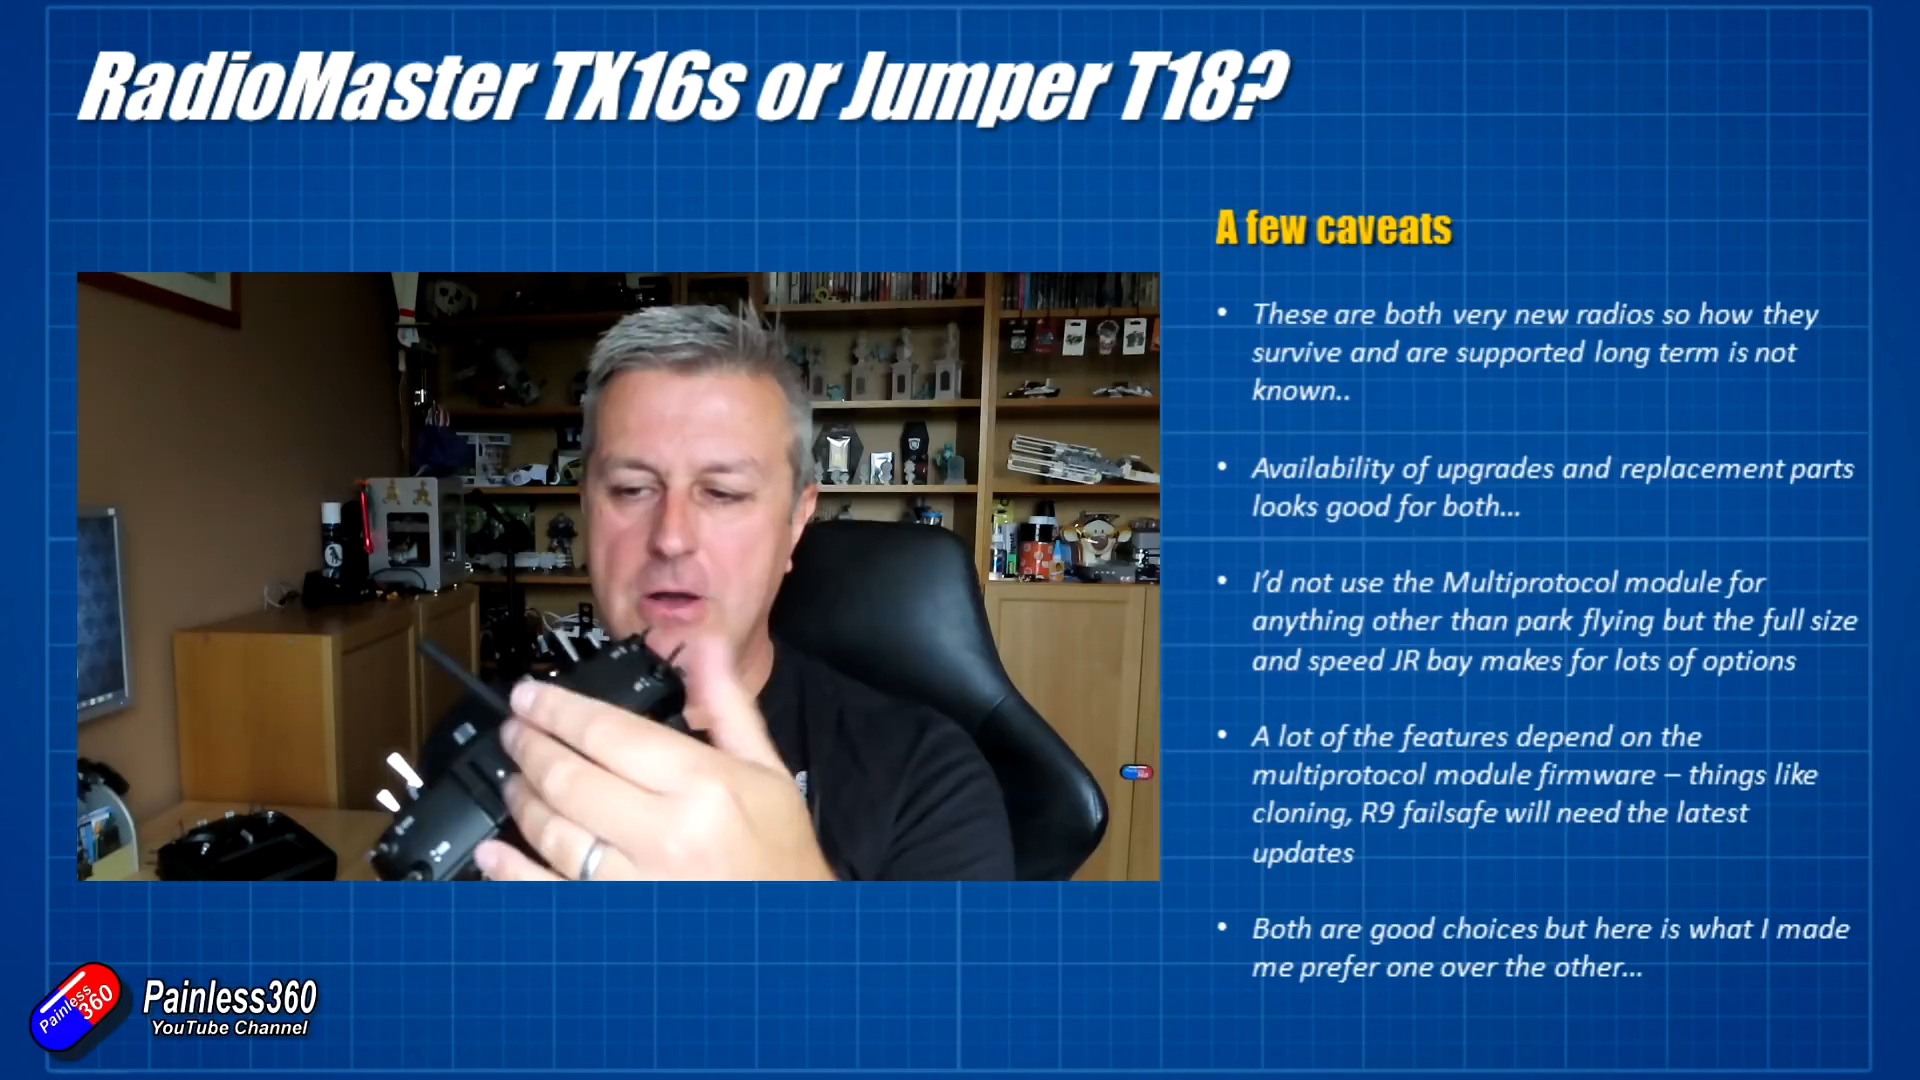 RadioMaster TX16s or Jumper T18?
A few caveats
• These are both very new radios so how they
survive and are supported long term is not
known..
• Availability of upgrades and replacement parts
looks good for both...
• I'd not use the Multiprotocol module for
anything other than park flying but the full size
and speed JR bay makes for lots of options
• A lot of the features depend on the
multiprotocol module firmware – things like
cloning, R9 failsafe will need the latest
updates
• Both are good choices but here is what I made
me prefer one over the other...
Painless
360
Painless360
YouTube Channel